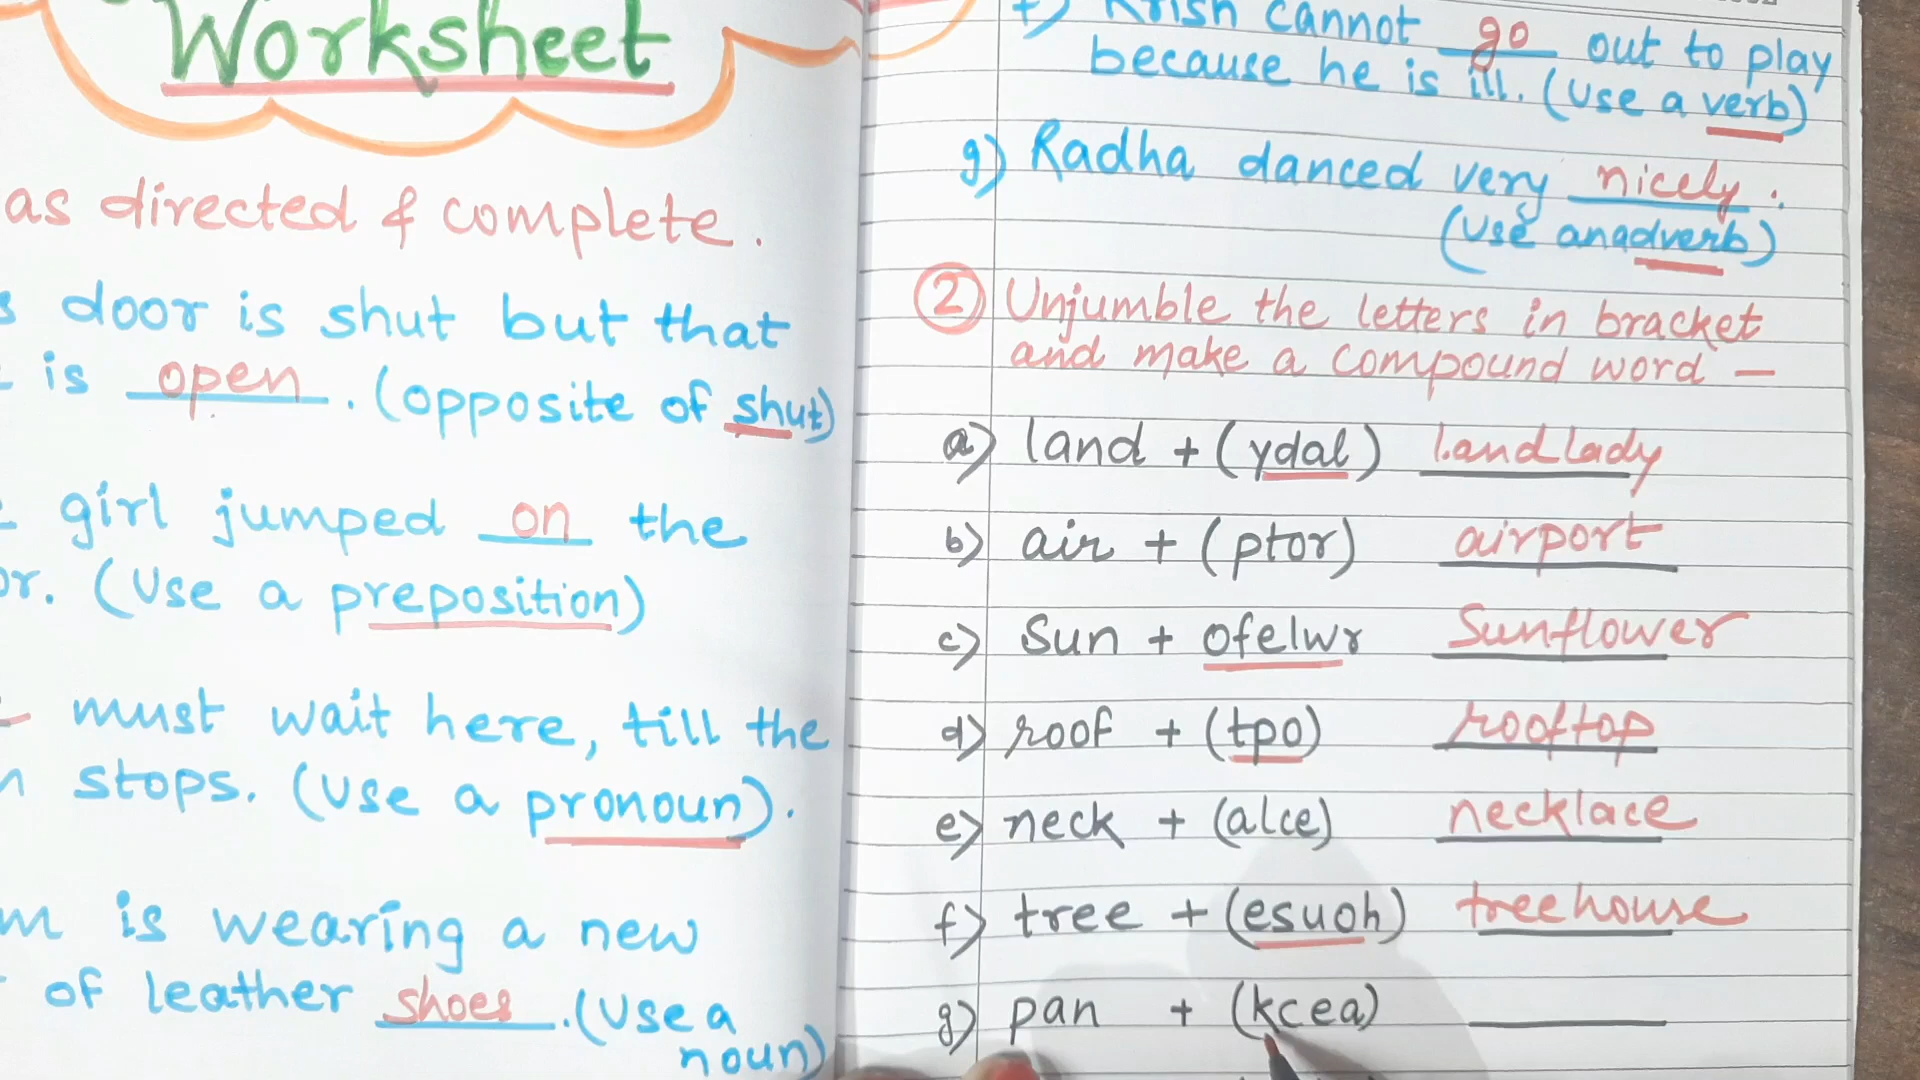 Worksheet
as directed & complete.
door is shut but that
is open. (opposite of shut)
girl jumped on the
(Use a preposition)
must wait here, till the
stops. (Use a pronoun).
is wearing a new
of leather shoes. (Use a
noun)
f) Krish cannot go out to play
because he is ill. (Use a verb)
g) Radha danced very nicely.
(Use an adverb)
2 Unjumble the letters in bracket
and make a compound word —
a) land + (ydal) landlady
b) air + (ptor) airport
c) Sun + ofelwr Sunflower
d) roof + (tpo) rooftop
e) neck + (alce) necklace
f) tree + (esuoh) treehouse
g) pan + (kcea)